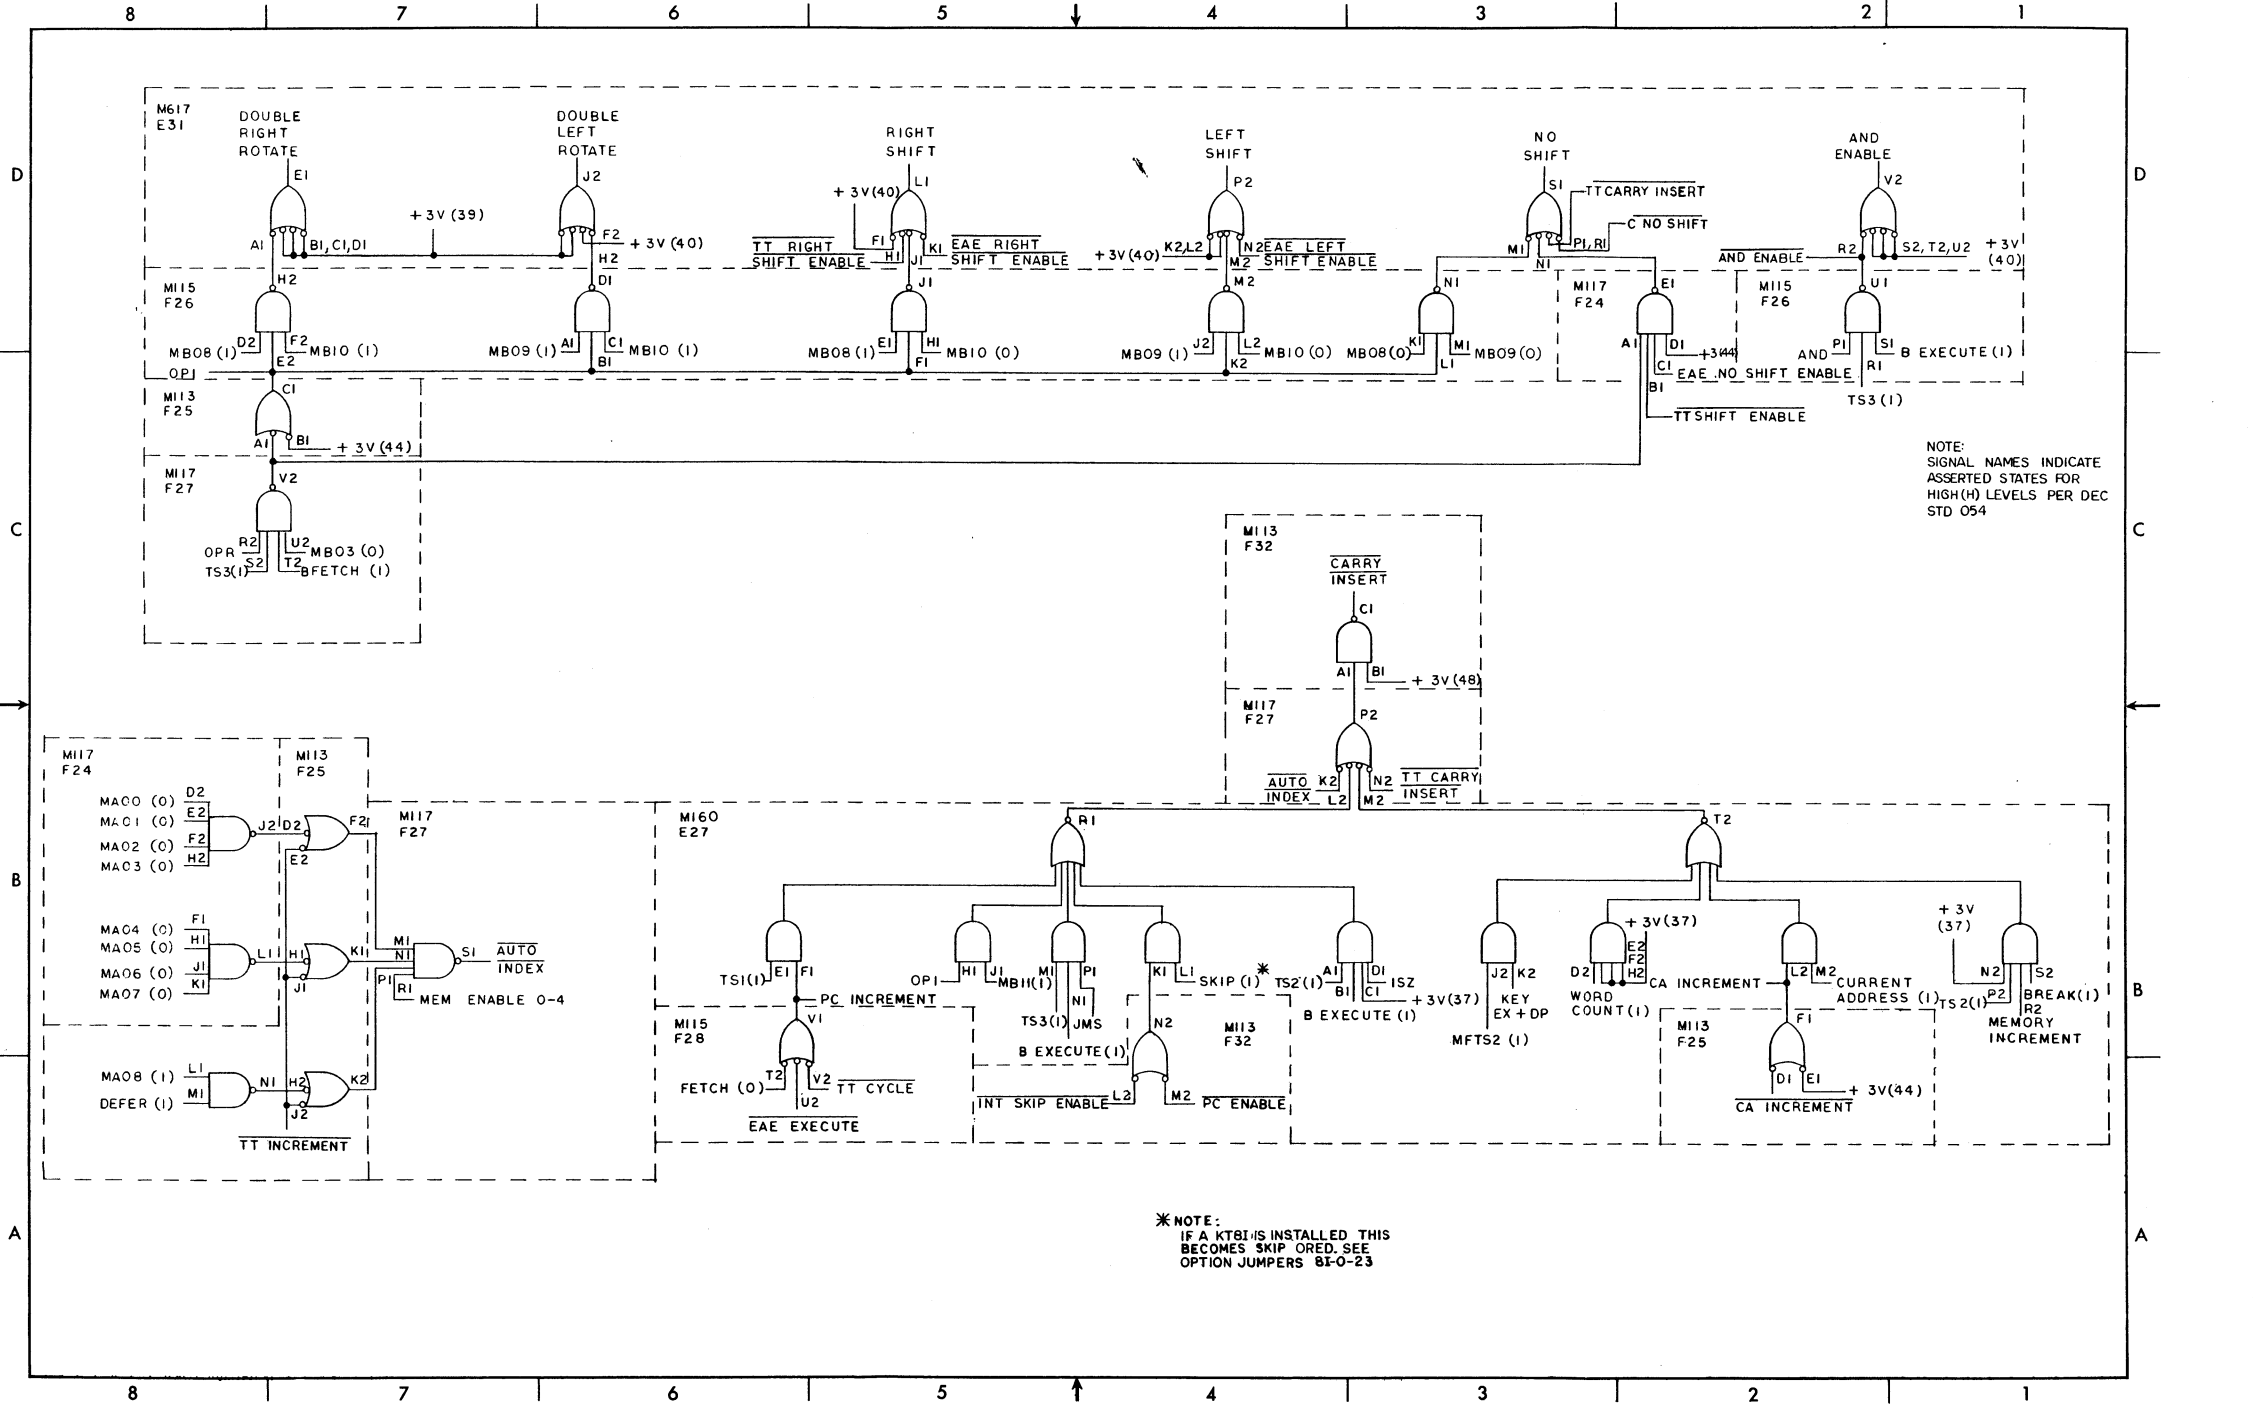 8 7 6 5 4 3 2 1
M617
E31
DOUBLE
RIGHT
ROTATE
DOUBLE
LEFT
ROTATE
RIGHT
SHIFT
LEFT
SHIFT
NO
SHIFT
AND
ENABLE
D
D
E1
J2
L1
P2
S1
V2
+3V (39)
+3V (40)
TT CARRY INSERT
C NO SHIFT
A1
B1, C1, D1
F2
+3V (40)
H2
TT RIGHT
SHIFT ENABLE
F1
H1
J1
K1
EAE RIGHT
SHIFT ENABLE
+3V (40)
K2, L2
M2
N2
EAE LEFT
SHIFT ENABLE
M1
N1
P1, R1
AND ENABLE
R2
S2, T2, U2
+3V
(40)
M115
F26
H2
D1
J1
M2
N1
M117
F24
E1
M115
F26
U1
MB08 (1)
D2
E2
F2
MB10 (1)
MB09 (1)
A1
B1
C1
MB10 (1)
MB08 (1)
E1
F1
H1
MB10 (0)
MB09 (1)
J2
K2
L2
MB10 (0)
MB08(0)
K1
L1
M1
MB09 (0)
A1
B1
C1
D1
+3(44)
EAE NO SHIFT ENABLE
TT SHIFT ENABLE
AND
P1
R1
S1
B EXECUTE (1)
TS3 (1)
OP1
M113
F25
C1
A1
B1
+3V (44)
M117
F27
V2
OPR
R2
S2
TS3(1)
U2
MB03 (0)
T2
BFETCH (1)
NOTE:
SIGNAL NAMES INDICATE
ASSERTED STATES FOR
HIGH(H) LEVELS PER DEC
STD 054
C
C
M113
F32
CARRY
INSERT
C1
A1
B1
+3V (48)
M117
F27
P2
AUTO
INDEX
K2
L2
M2
N2
TT CARRY
INSERT
M117
F24
M113
F25
MA00 (0) D2
MA01 (0) E2
MA02 (0) F2
MA03 (0) H2
J2
D2
E2
F2
M117
F27
MA04 (0) F1
MA05 (0) H1
MA06 (0) J1
MA07 (0) K1
L1
H1
J1
K1
M1
N1
P1
R1
S1
AUTO
INDEX
MEM ENABLE 0-4
MA08 (1) L1
DEFER (1) M1
N1
H2
J2
K2
TT INCREMENT
B
B
M160
E27
R1
T2
TS1(1)
E1
F1
PC INCREMENT
OP1
H1
J1
MB11(1)
M1
N1
P1
TS3(1)
JMS
B EXECUTE(1)
K1
L1
SKIP (1)
*
TS2(1)
A1
B1
C1
D1
ISZ
+3V(37)
B EXECUTE (1)
J2
K2
KEY
EX+DP
MFTS2 (1)
+3V(37)
D2
E2
F2
H2
WORD
COUNT(1)
CA INCREMENT
L2
M2
CURRENT
ADDRESS (1)
+3V
(37)
N2
P2
R2
S2
TS2(1)
BREAK(1)
MEMORY
INCREMENT
M115
F28
V1
T2
U2
V2
FETCH (0)
TT CYCLE
EAE EXECUTE
N2
M113
F32
INT SKIP ENABLE
L2
M2
PC ENABLE
M113
F25
F1
D1
E1
+3V(44)
CA INCREMENT
*NOTE:
IF A KT8I IS INSTALLED THIS
BECOMES SKIP ORED. SEE
OPTION JUMPERS 8I-0-23
A
A
8 7 6 5 4 3 2 1